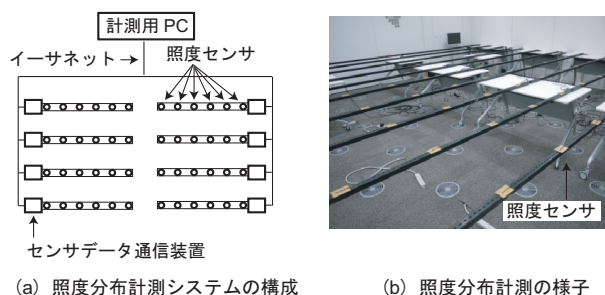 計測用 PC
イーサネット→
照度センサ
センサデータ通信装置
照度センサ
(a) 照度分布計測システムの構成
(b) 照度分布計測の様子